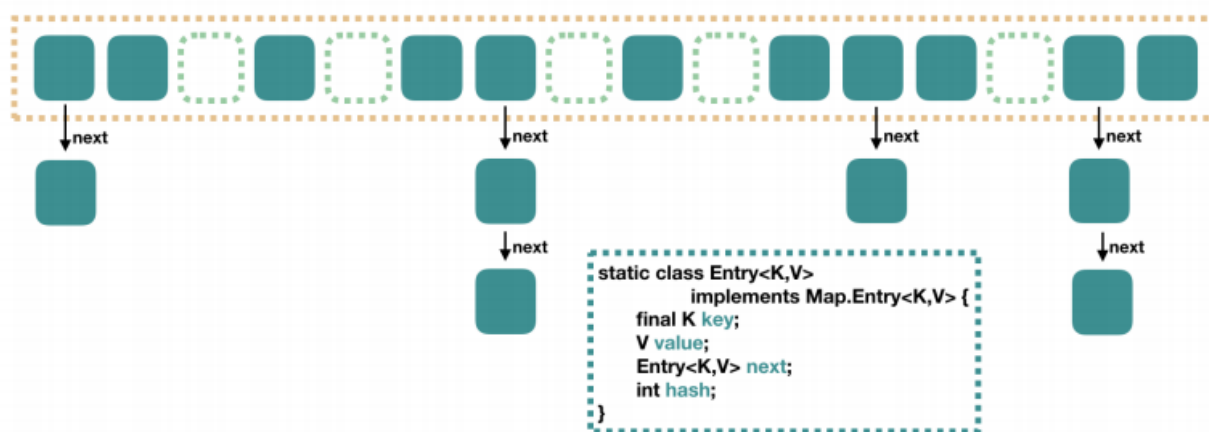 next
next
next
next
next
next
static class Entry<K,V>
implements Map.Entry<K,V> {
final K key;
V value;
Entry<K,V> next;
int hash;
}